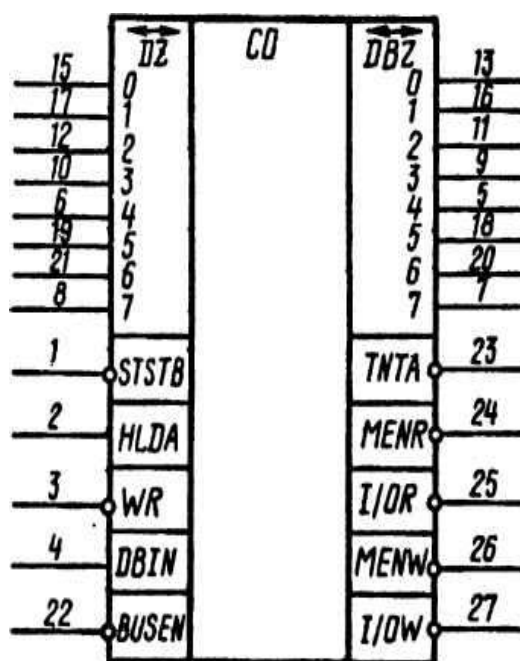 DZ CD DBZ
15 0 0 13
17 1 1 16
12 2 2 11
10 3 3 9
6 4 4 5
19 5 5 18
21 6 6 20
8 7 7 7
1 STSTB TNTA 23
2 HLDA MENR 24
3 WR I/OR 25
4 DBIN MENW 26
22 BUSEN I/OW 27